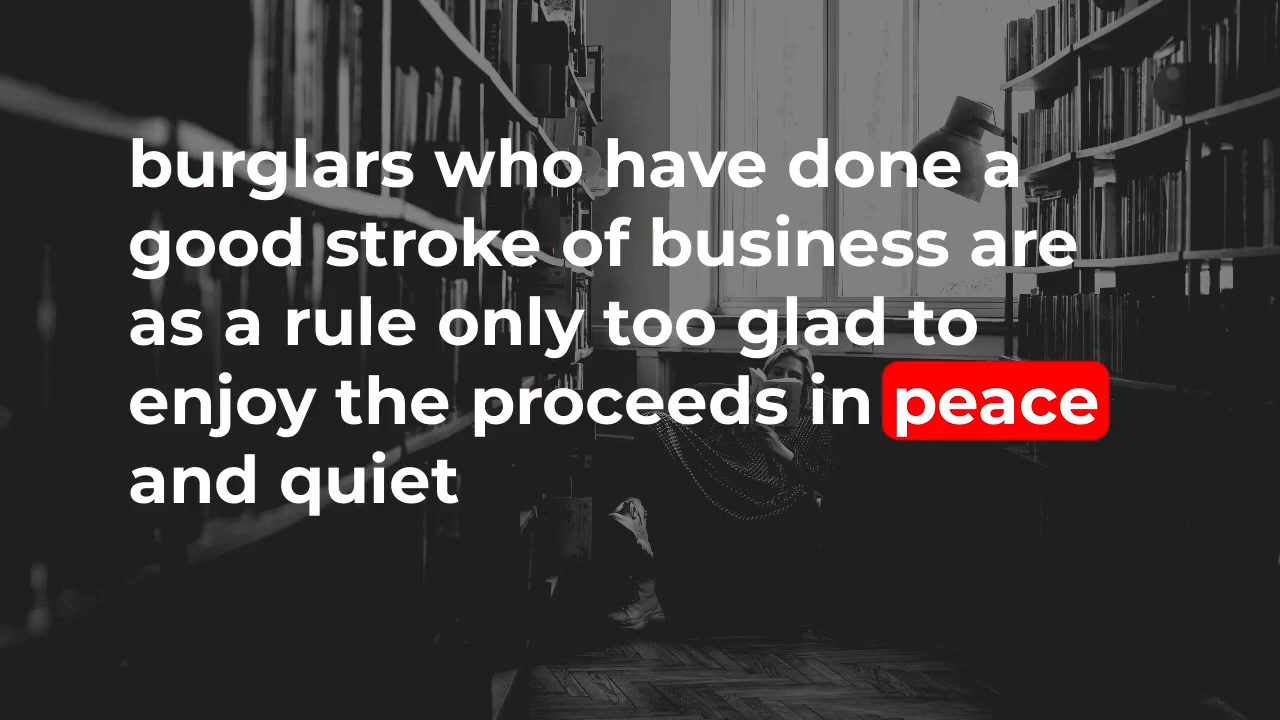 burglars who have done a
good stroke of business are
as a rule only too glad to
enjoy the proceeds in peace
and quiet